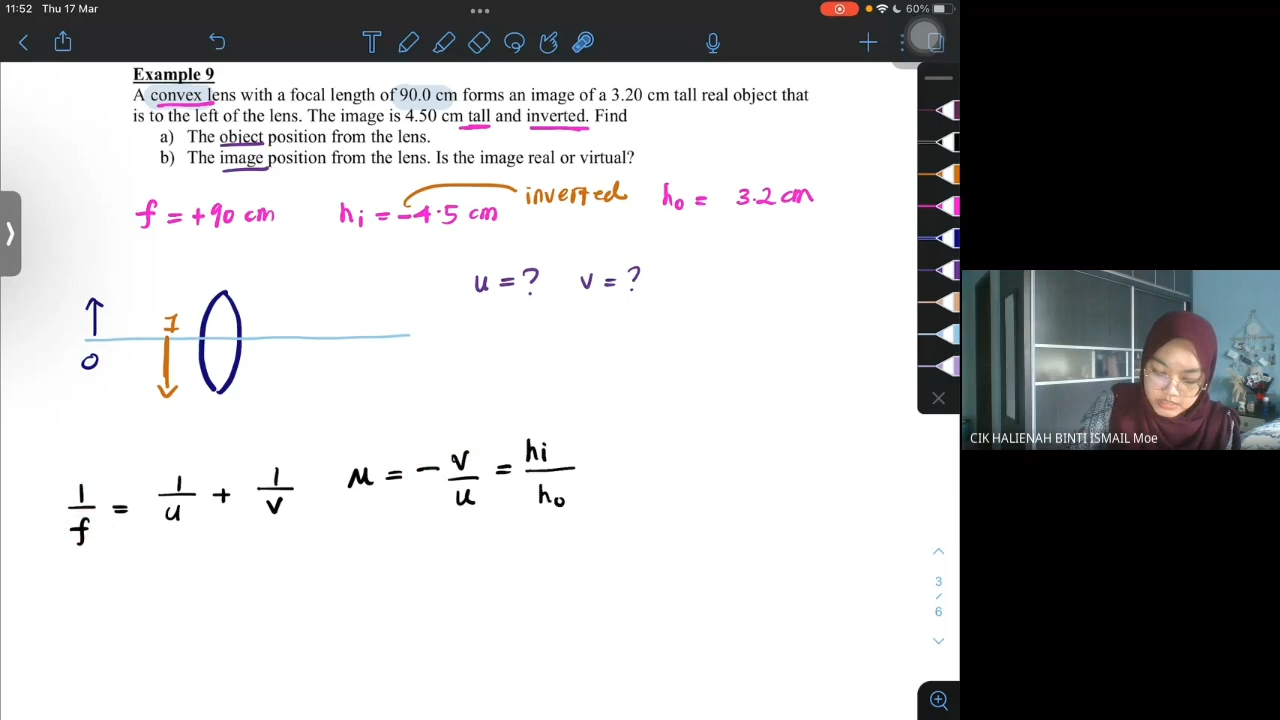 11:52 Thu 17 Mar
60%
T
Example 9
A convex lens with a focal length of 90.0 cm forms an image of a 3.20 cm tall real object that
is to the left of the lens. The image is 4.50 cm tall and inverted. Find
a) The object position from the lens.
b) The image position from the lens. Is the image real or virtual?
f = +90 cm
hi = -4.5 cm
inverted
ho = 3.2 cm
u = ? v = ?
I
O
1/f = 1/u + 1/v
M = - v/u = hi/ho
3
/
6
CIK HALIENAH BINTI ISMAIL Moe